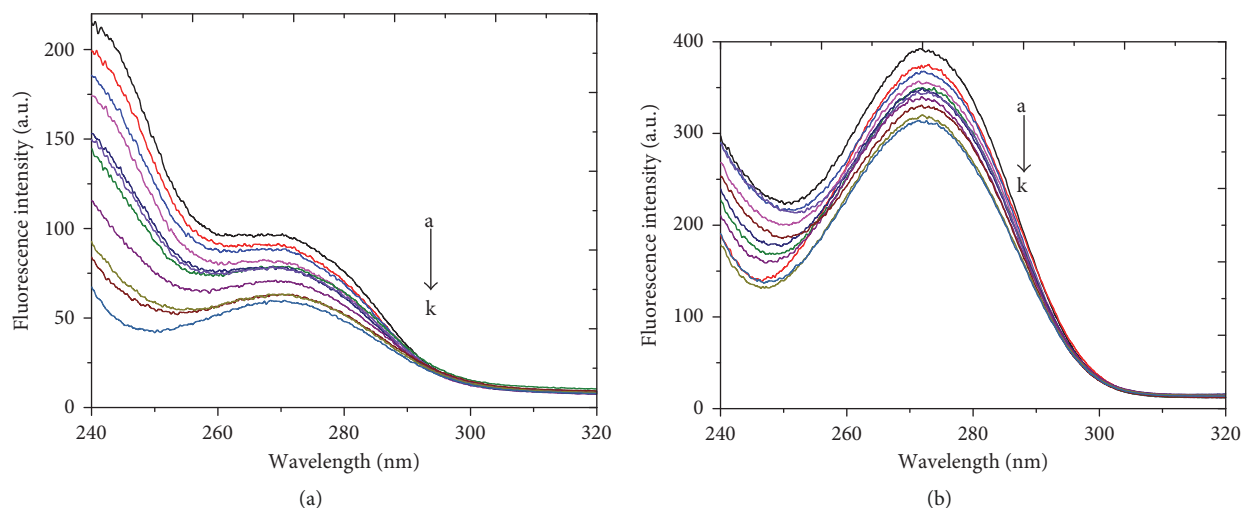 Fluorescence intensity (a.u.)
200
150
100
50
0
a
k
240 260 280 300 320
Wavelength (nm)
(a)
Fluorescence intensity (a.u.)
400
300
200
100
0
a
k
240 260 280 300 320
Wavelength (nm)
(b)